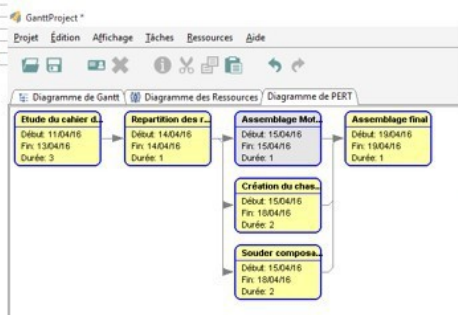 GanttProject *
Projet Édition Affichage Tâches Ressources Aide
Diagramme de Gantt Diagramme des Ressources Diagramme de PERT
Etude du cahier d...
Début: 11/04/16
Fin: 13/04/16
Durée: 3
Repartition des r...
Début: 14/04/16
Fin: 14/04/16
Durée: 1
Assemblage Mot...
Début: 15/04/16
Fin: 15/04/16
Durée: 1
Assemblage final
Début: 19/04/16
Fin: 19/04/16
Durée: 1
Création du chas...
Début: 15/04/16
Fin: 18/04/16
Durée: 2
Souder composa...
Début: 15/04/16
Fin: 18/04/16
Durée: 2